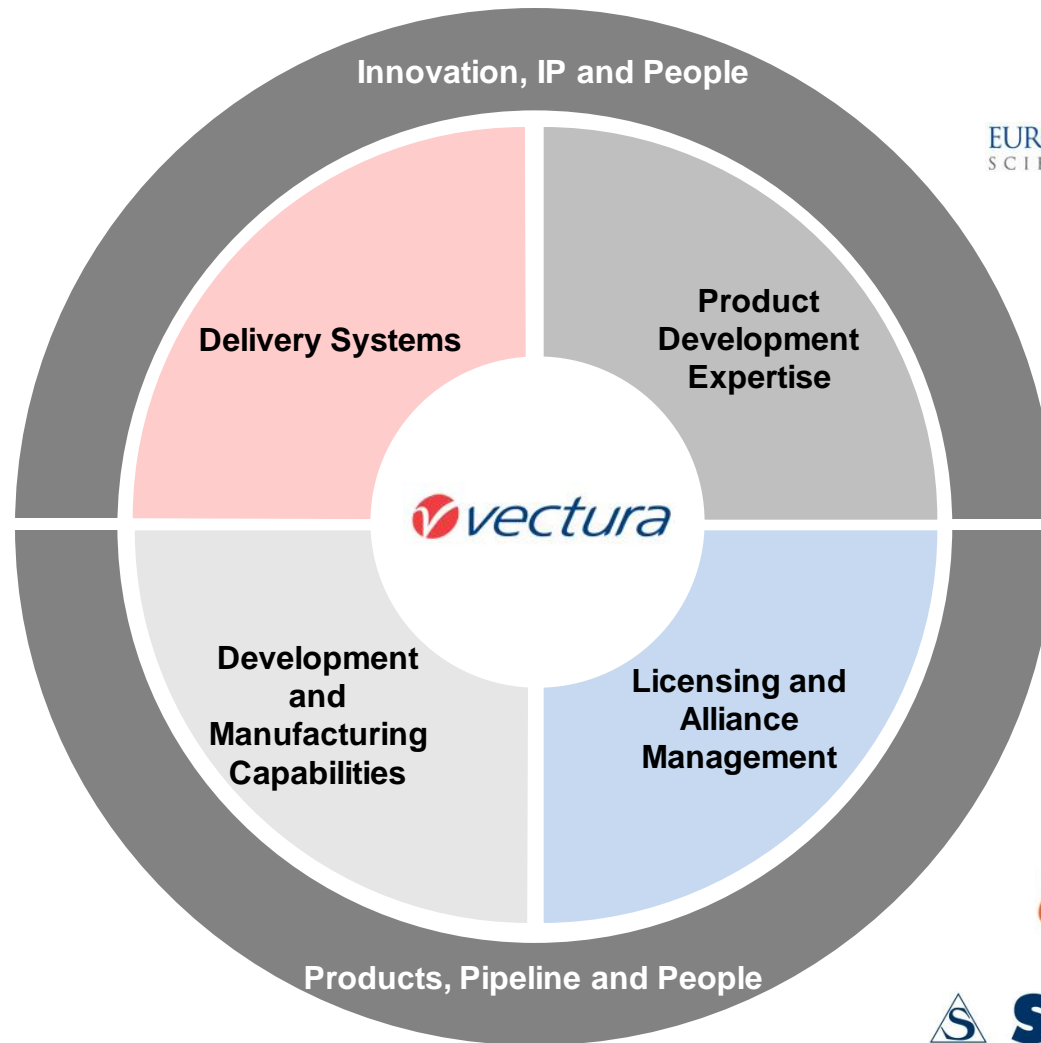 Innovation, IP and People
EUR
Delivery Systems
Product
Development
Expertise
vectura
Development
and
Manufacturing
Capabilities
Licensing and
Alliance
Management
Products, Pipeline and People
S S